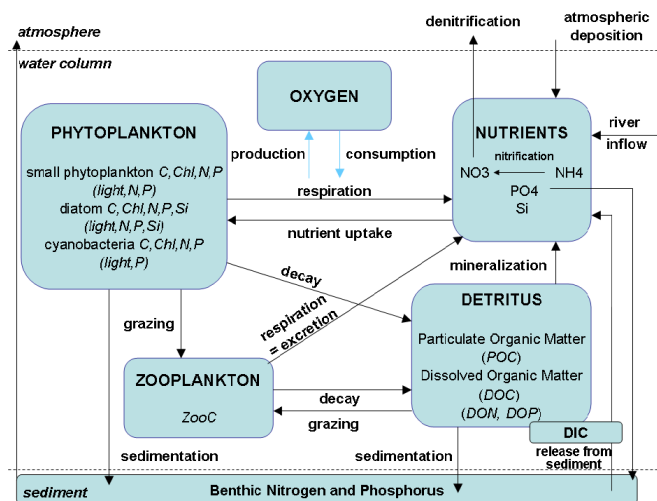 atmosphere
water column
denitrification
atmospheric
deposition
OXYGEN
production
consumption
PHYTOPLANKTON
small phytoplankton C,Chl,N,P
(light,N,P)
diatom C,Chl,N,P,Si
(light,N,P,Si)
cyanobacteria C,Chl,N,P
(light,P)
NUTRIENTS
nitrification
NO3
NH4
PO4
Si
river
inflow
respiration
nutrient uptake
mineralization
decay
respiration
= excretion
grazing
DETRITUS
Particulate Organic Matter
(POC)
Dissolved Organic Matter
(DOC)
(DON, DOP)
ZOOPLANKTON
ZooC
decay
grazing
DIC
release from
sediment
sedimentation
sedimentation
sediment
Benthic Nitrogen and Phosphorus